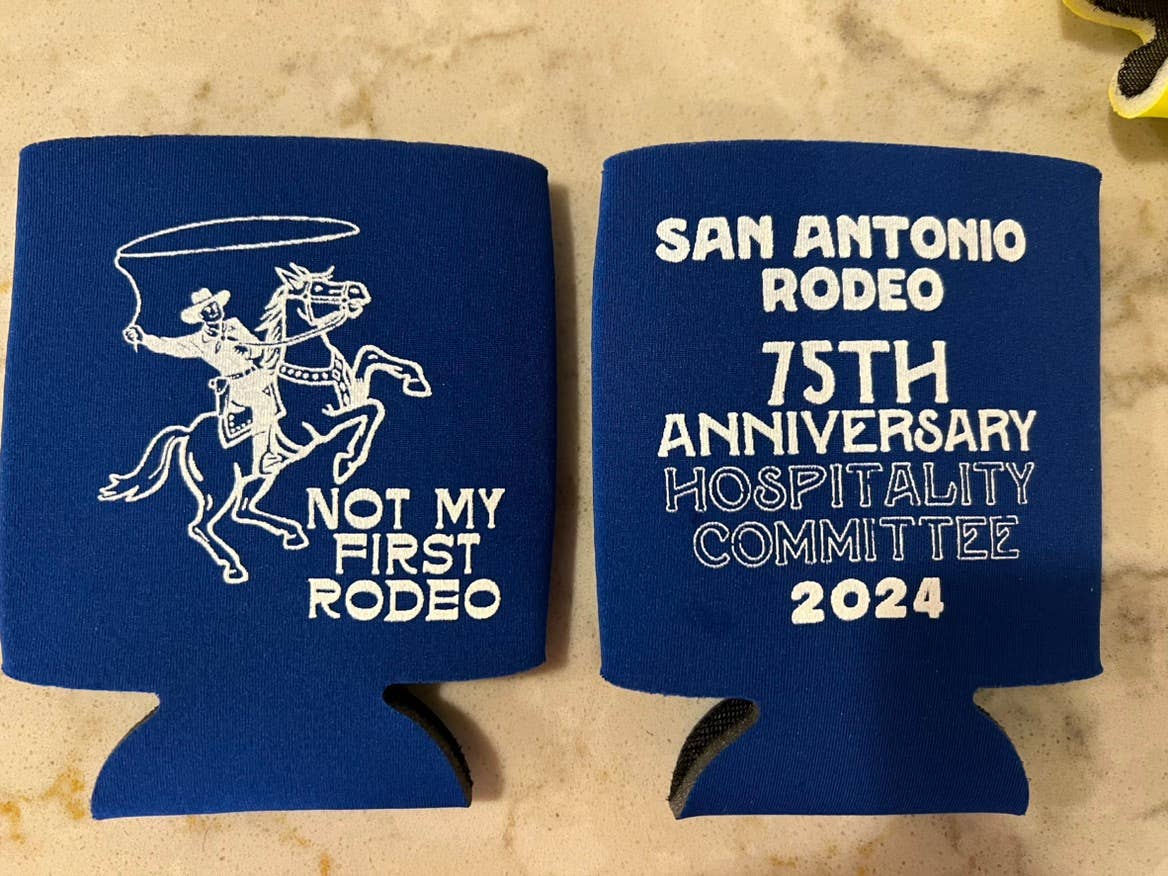 NOT MY
FIRST
RODEO
SAN ANTONIO
RODEO
75TH
ANNIVERSARY
HOSPITALITY
COMMITTEE
2024